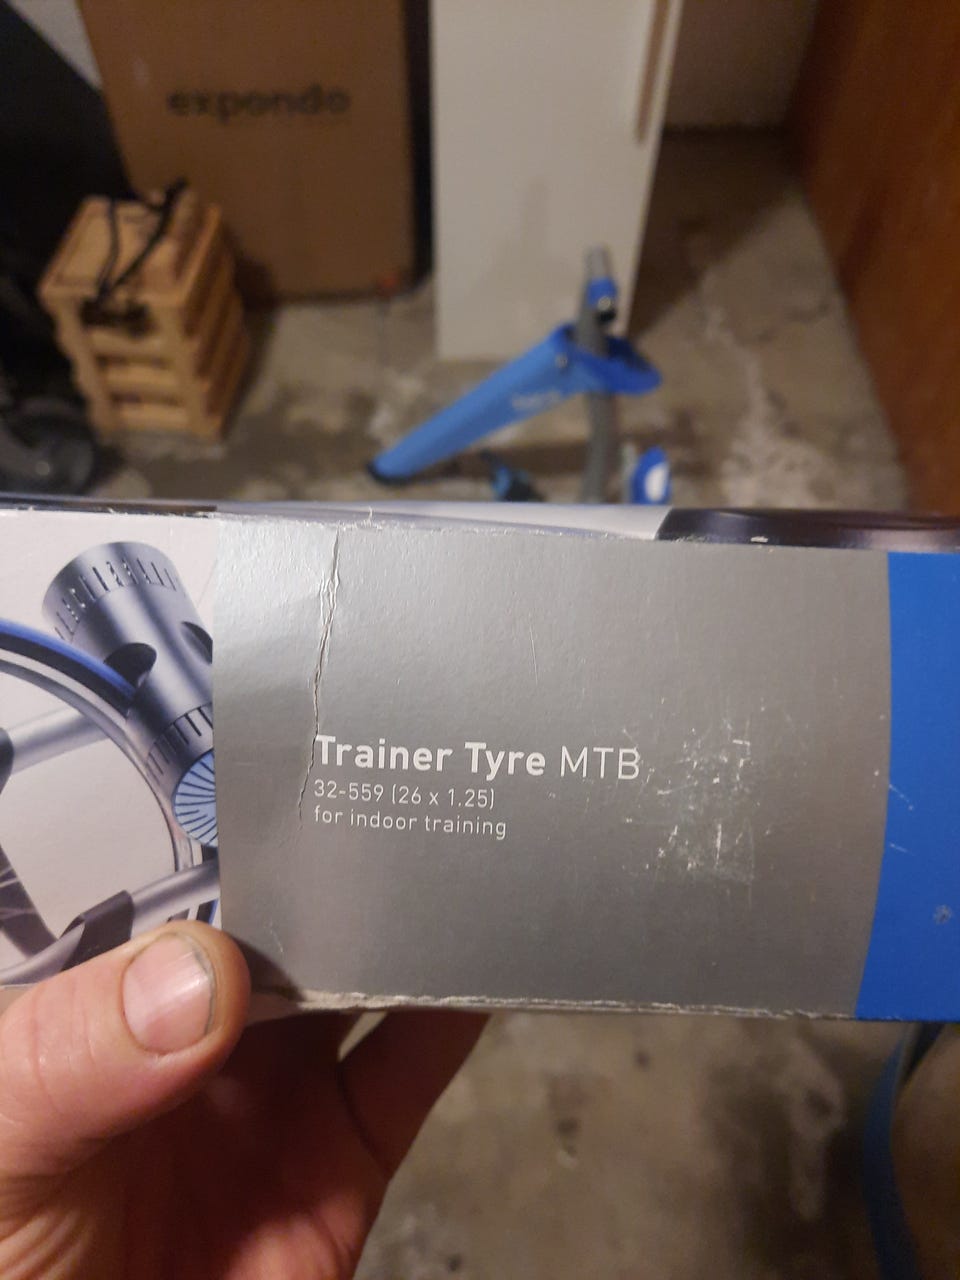 expondo
Trainer Tyre MTB
32-559 (26 x 1.25)
for indoor training